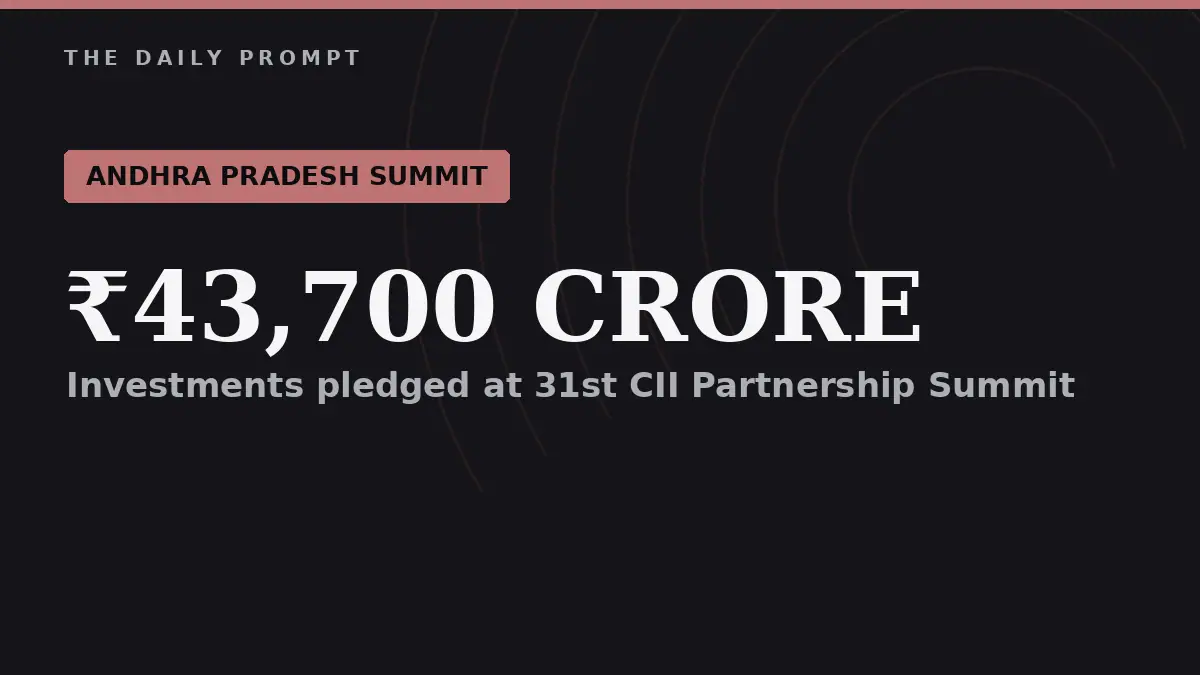 THE DAILY PROMPT
ANDHRA PRADESH SUMMIT
₹43,700 CRORE
Investments pledged at 31st CII Partnership Summit